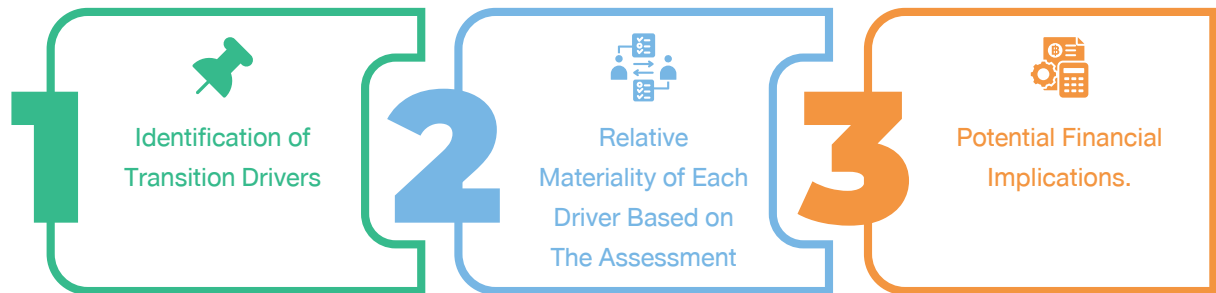 1
Identification of
Transition Drivers
2
Relative
Materiality of Each
Driver Based on
The Assessment
3
Potential Financial
Implications.